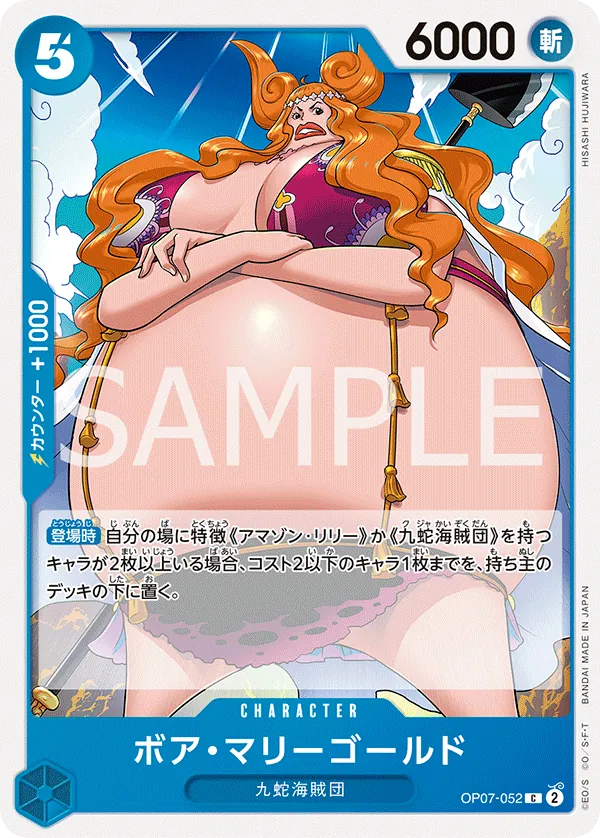 5
6000
斬
HISASHI HUJIWARA
カウンター +1000
SAMPLE
登場時 自分の場に特徴《アマゾン・リリー》か《九蛇海賊団》を持つ
キャラが2枚以上いる場合、コスト2以下のキャラ1枚までを、持ち主の
デッキの下に置く。
CHARACTER
ボア・マリーゴールド
九蛇海賊団
OP07-052 C 2
©E.O/S ©O/S・F・T BANDAI MADE IN JAPAN